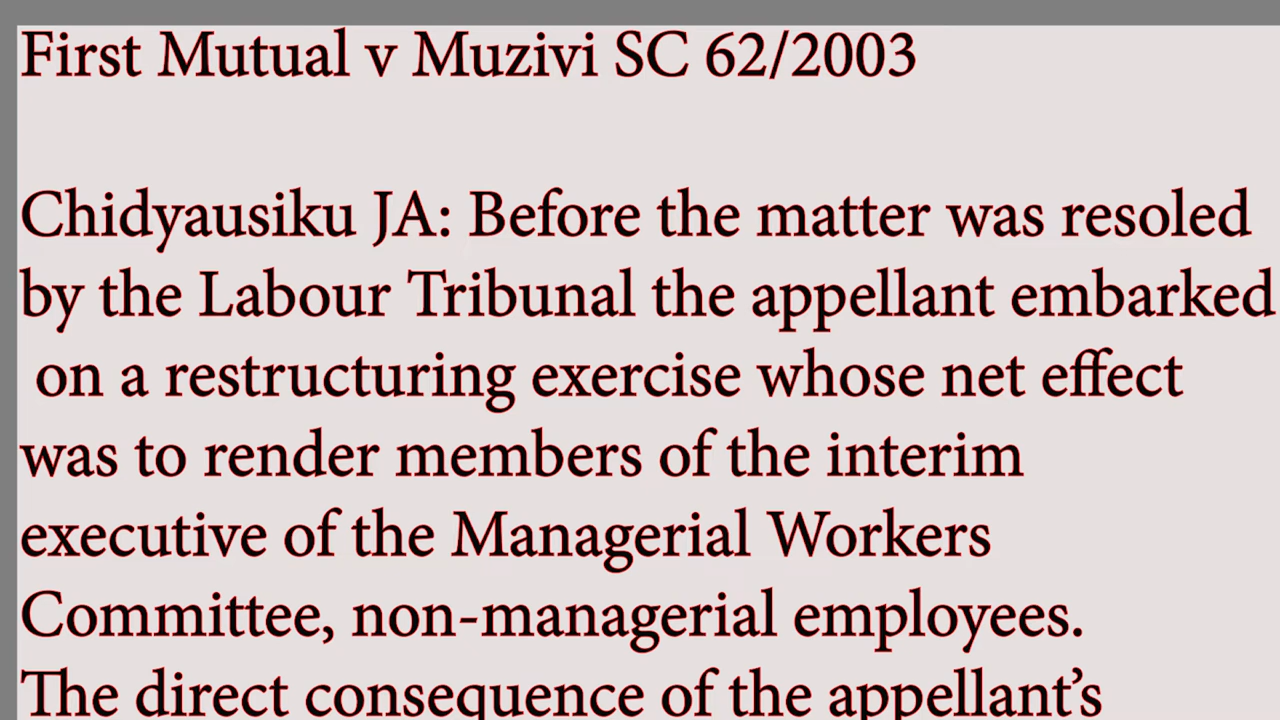 First Mutual v Muzivi SC 62/2003
Chidyausiku JA: Before the matter was resoled
by the Labour Tribunal the appellant embarked
on a restructuring exercise whose net effect
was to render members of the interim
executive of the Managerial Workers
Committee, non-managerial employees.
The direct consequence of the appellant’s